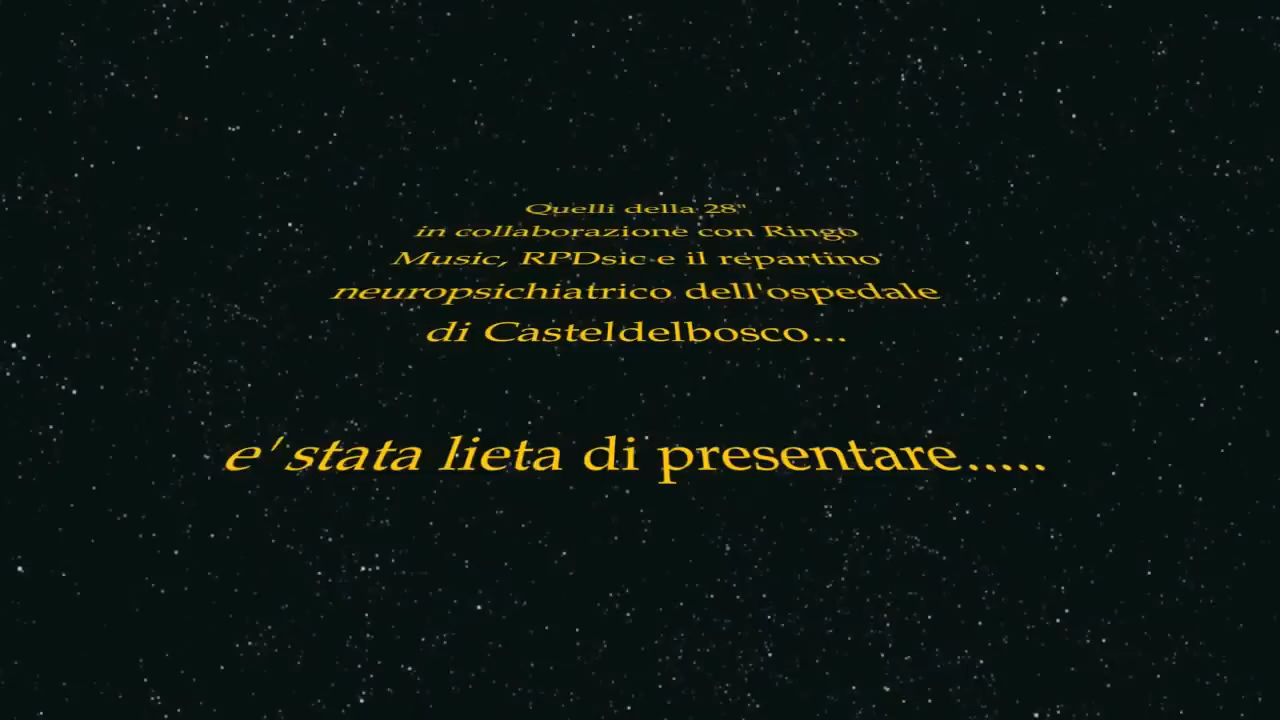 Quelli della 28"
in collaborazione con Ringo
Music, RPDsic e il repartino
neuropsichiatrico dell'ospedale
di Casteldelbosco...
e' stata lieta di presentare.....